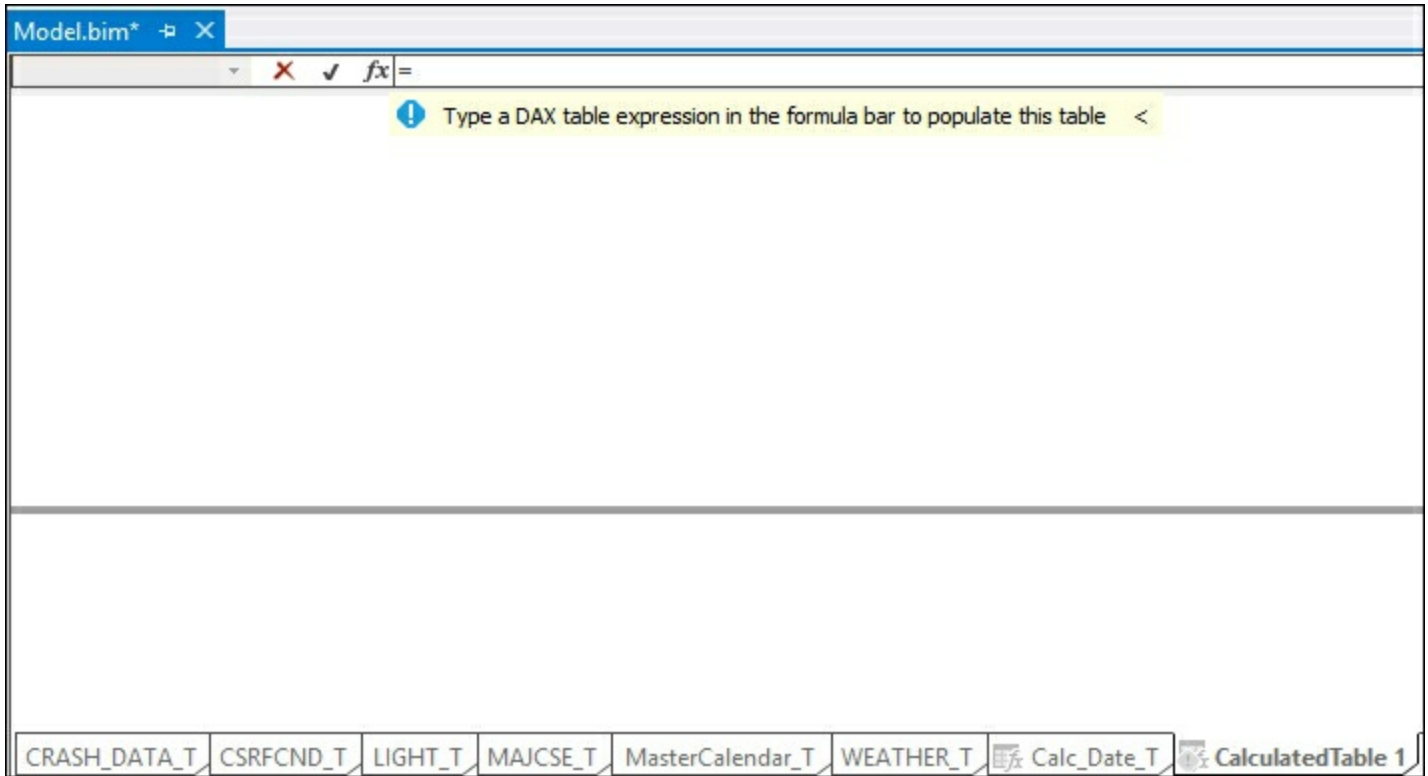 Model.bim*
fx =
Type a DAX table expression in the formula bar to populate this table <
CRASH_DATA_T CSRFCND_T LIGHT_T MAJCSE_T MasterCalendar_T WEATHER_T Calc_Date_T CalculatedTable 1